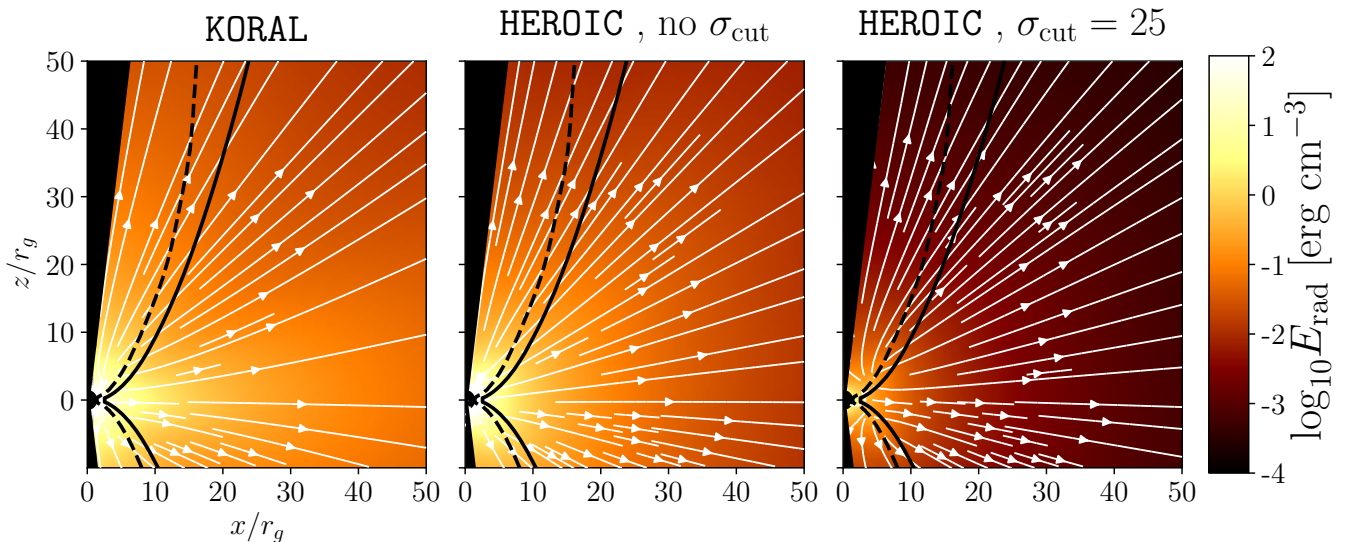 KORAL
HEROIC , no σcut
HEROIC , σcut = 25
50
40
30
20
10
0
z/rg
0 10 20 30 40 50
x/rg
0 10 20 30 40 50
0 10 20 30 40 50
2
1
0
-1
-2
-3
-4
log10 Erad [erg cm−3]